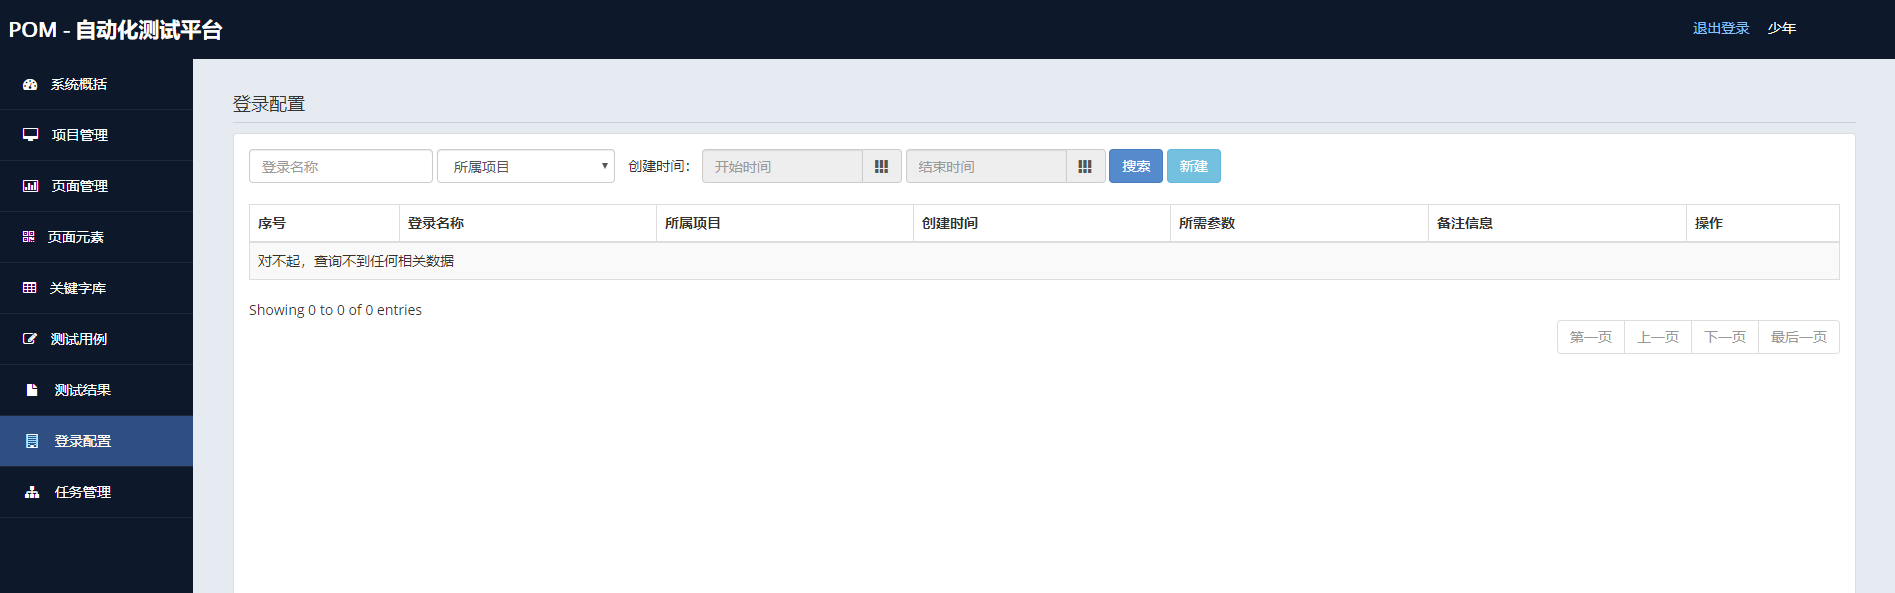 POM - 自动化测试平台
退出登录 少年
系统概括
项目管理
页面管理
页面元素
关键字库
测试用例
测试结果
登录配置
任务管理
登录配置
登录名称 所属项目 创建时间： 开始时间 结束时间 搜索 新建
序号 登录名称 所属项目 创建时间 所需参数 备注信息 操作
对不起，查询不到任何相关数据
Showing 0 to 0 of 0 entries
第一页 上一页 下一页 最后一页